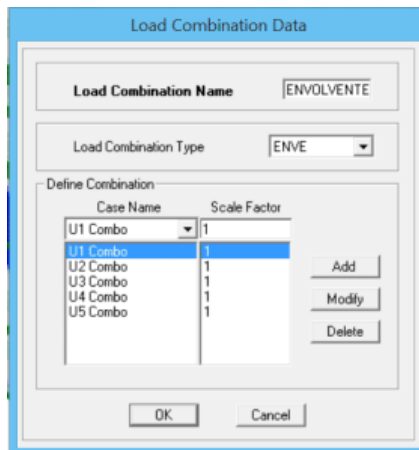 Load Combination Data
Load Combination Name ENVOLVENTE
Load Combination Type ENVE
Define Combination
Case Name Scale Factor
U1 Combo 1
U1 Combo 1
U2 Combo 1
U3 Combo 1
U4 Combo 1
U5 Combo 1
Add
Modify
Delete
OK Cancel